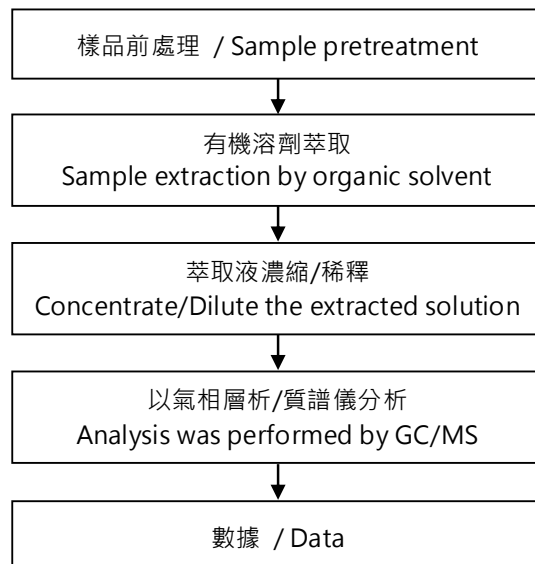 樣品前處理 / Sample pretreatment
有機溶劑萃取
Sample extraction by organic solvent
萃取液濃縮/稀釋
Concentrate/Dilute the extracted solution
以氣相層析/質譜儀分析
Analysis was performed by GC/MS
數據 / Data